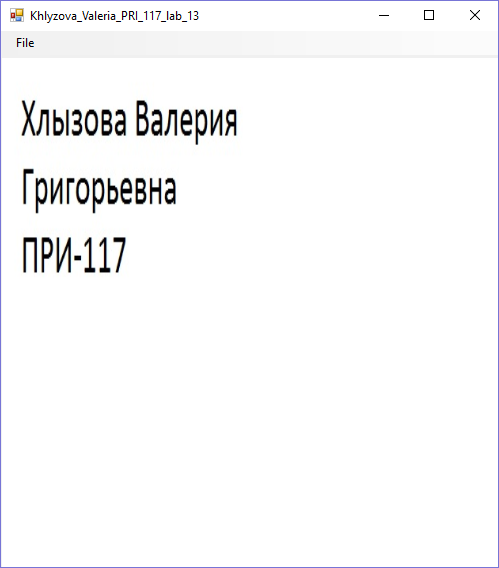 Khlyzova_Valeria_PRI_117_lab_13
File
Хлызова Валерия
Григорьевна
ПРИ-117